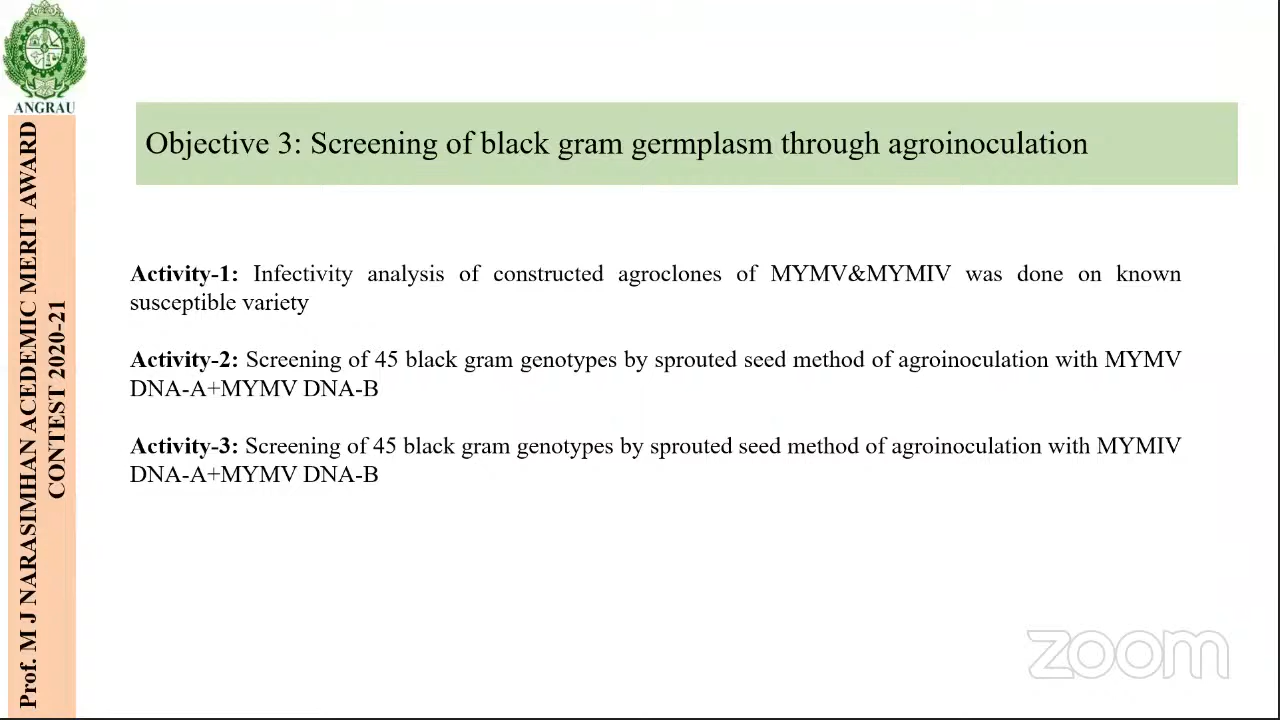 ANGRAU
Prof. M J NARASIMHAN ACEDEMIC MERIT AWARD
CONTEST 2020-21
Objective 3: Screening of black gram germplasm through agroinoculation
Activity-1: Infectivity analysis of constructed agroclones of MYMV&MYMIV was done on known
susceptible variety
Activity-2: Screening of 45 black gram genotypes by sprouted seed method of agroinoculation with MYMV
DNA-A+MYMV DNA-B
Activity-3: Screening of 45 black gram genotypes by sprouted seed method of agroinoculation with MYMIV
DNA-A+MYMV DNA-B
zoom